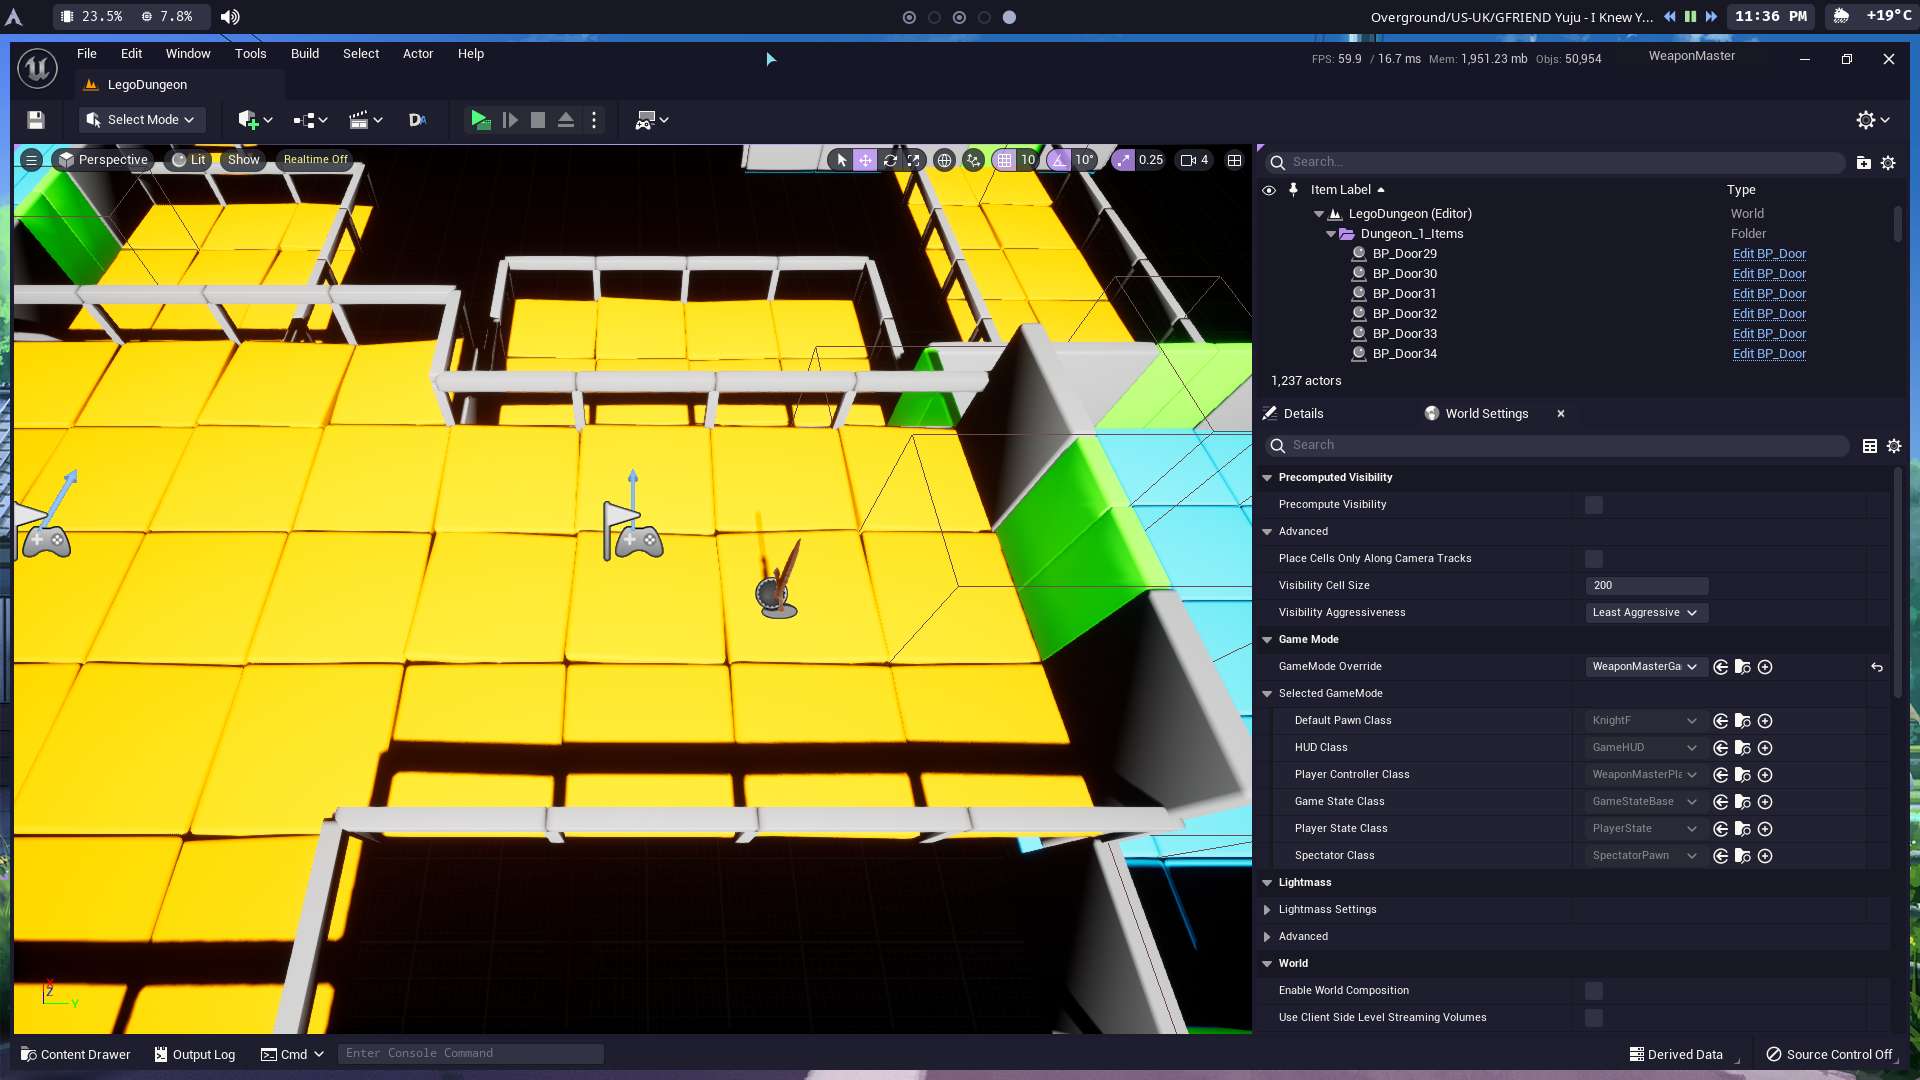 23.5% 7.8%
Overground/US-UK/GFRIEND Yuju - I Knew Y... 11:36 PM +19°C
File Edit Window Tools Build Select Actor Help
FPS: 59.9 / 16.7 ms Mem: 1,951.23 mb Objs: 50,954
WeaponMaster
LegoDungeon
Select Mode
Perspective Lit Show Realtime Off
10 10° 0.25 4
Search...
Item Label Type
LegoDungeon (Editor) World
Dungeon_1_Items Folder
BP_Door29 Edit BP_Door
BP_Door30 Edit BP_Door
BP_Door31 Edit BP_Door
BP_Door32 Edit BP_Door
BP_Door33 Edit BP_Door
BP_Door34 Edit BP_Door
1,237 actors
Details World Settings
Search
Precomputed Visibility
Precompute Visibility
Advanced
Place Cells Only Along Camera Tracks
Visibility Cell Size 200
Visibility Aggressiveness Least Aggressive
Game Mode
GameMode Override WeaponMasterGa
Selected GameMode
Default Pawn Class KnightF
HUD Class GameHUD
Player Controller Class WeaponMasterPla
Game State Class GameStateBase
Player State Class PlayerState
Spectator Class SpectatorPawn
Lightmass
Lightmass Settings
Advanced
World
Enable World Composition
Use Client Side Level Streaming Volumes
X
Z
Y
Content Drawer Output Log Cmd Enter Console Command Derived Data Source Control Off